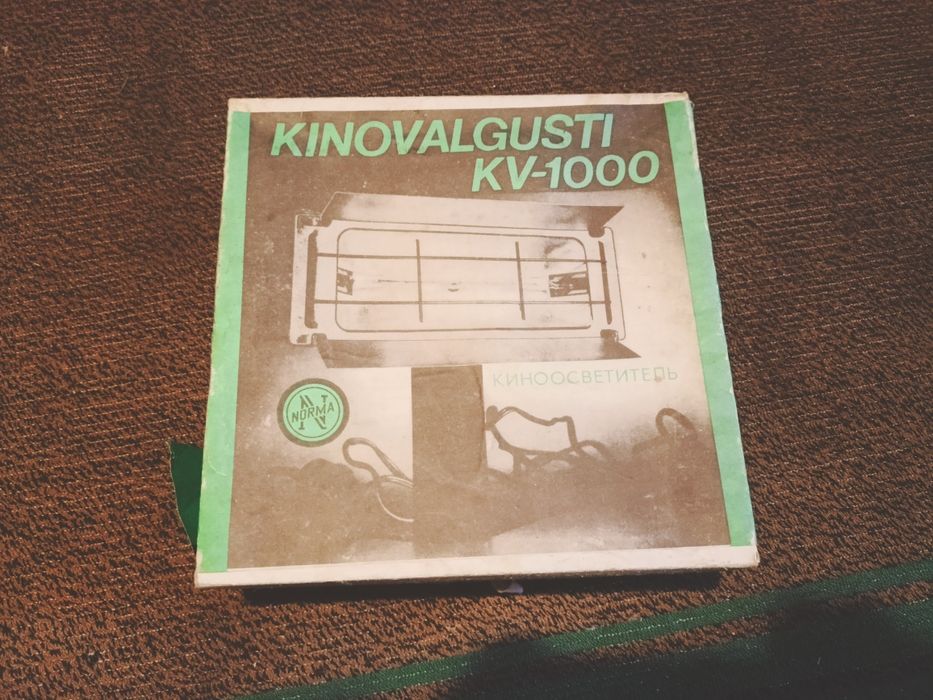 KINOVALGUSTI
KV-1000
КИНООСВЕТИТЕЛЬ
NORMA